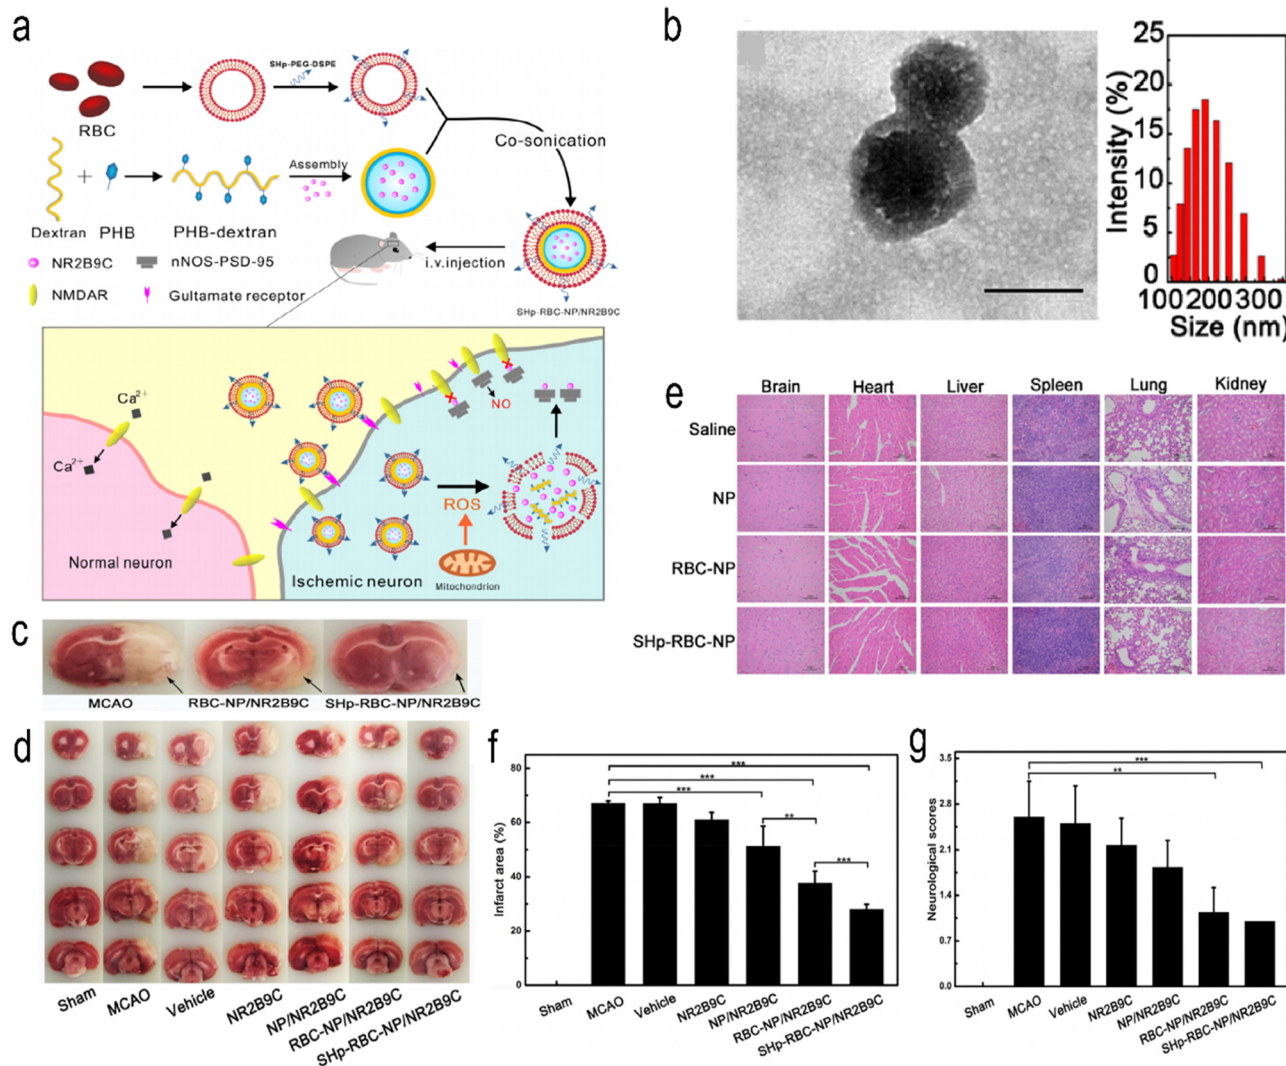 a
SHp-PEG-DSPE
RBC
Co-sonication
Assembly
Dextran
PHB
PHB-dextran
NR2B9C
nNOS-PSD-95
i.v.injection
NMDAR
Gultamate receptor
SHp-RBC-NP/NR2B9C
Ca2+
Ca2+
NO
ROS
Normal neuron
Ischemic neuron
Mitochondrion
b
Intensity (%)
25
20
15
10
5
0
100 200 300
Size (nm)
c
MCAO
RBC-NP/NR2B9C
SHp-RBC-NP/NR2B9C
d
Sham
MCAO
Vehicle
NR2B9C
NP/NR2B9C
RBC-NP/NR2B9C
SHp-RBC-NP/NR2B9C
e
Brain Heart Liver Spleen Lung Kidney
Saline
NP
RBC-NP
SHp-RBC-NP
f
Infarct area (%)
80
60
40
20
0
***
***
***
**
***
Sham
MCAO
Vehicle
NR2B9C
NP/NR2B9C
RBC-NP/NR2B9C
SHp-RBC-NP/NR2B9C
g
Neurological scores
3.5
2.8
2.1
1.4
0.7
0.0
***
**
Sham
MCAO
Vehicle
NR2B9C
NP/NR2B9C
RBC-NP/NR2B9C
SHp-RBC-NP/NR2B9C